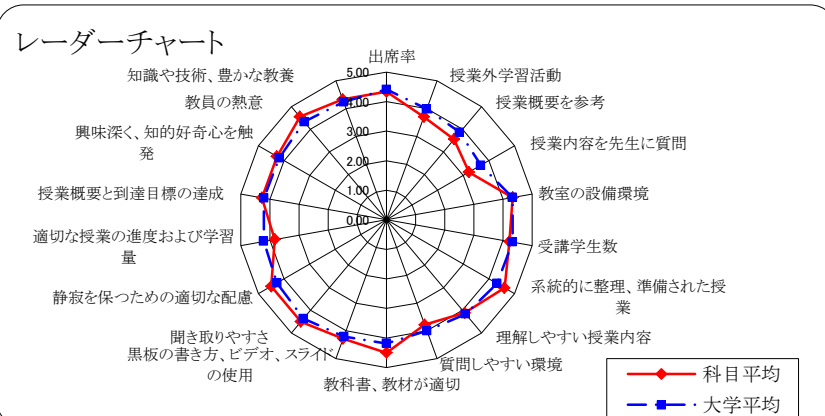 レーダーチャート
出席率
授業外学習活動
授業概要を参考
授業内容を先生に質問
教室の設備環境
受講学生数
系統的に整理、準備された授
業
理解しやすい授業内容
質問しやすい環境
教科書、教材が適切
黒板の書き方、ビデオ、スライド
の使用
聞き取りやすさ
静寂を保つための適切な配慮
適切な授業の進度および学習
量
授業概要と到達目標の達成
興味深く、知的好奇心を触
発
教員の熱意
知識や技術、豊かな教養
5.00
4.00
3.00
2.00
1.00
0.00
科目平均
大学平均